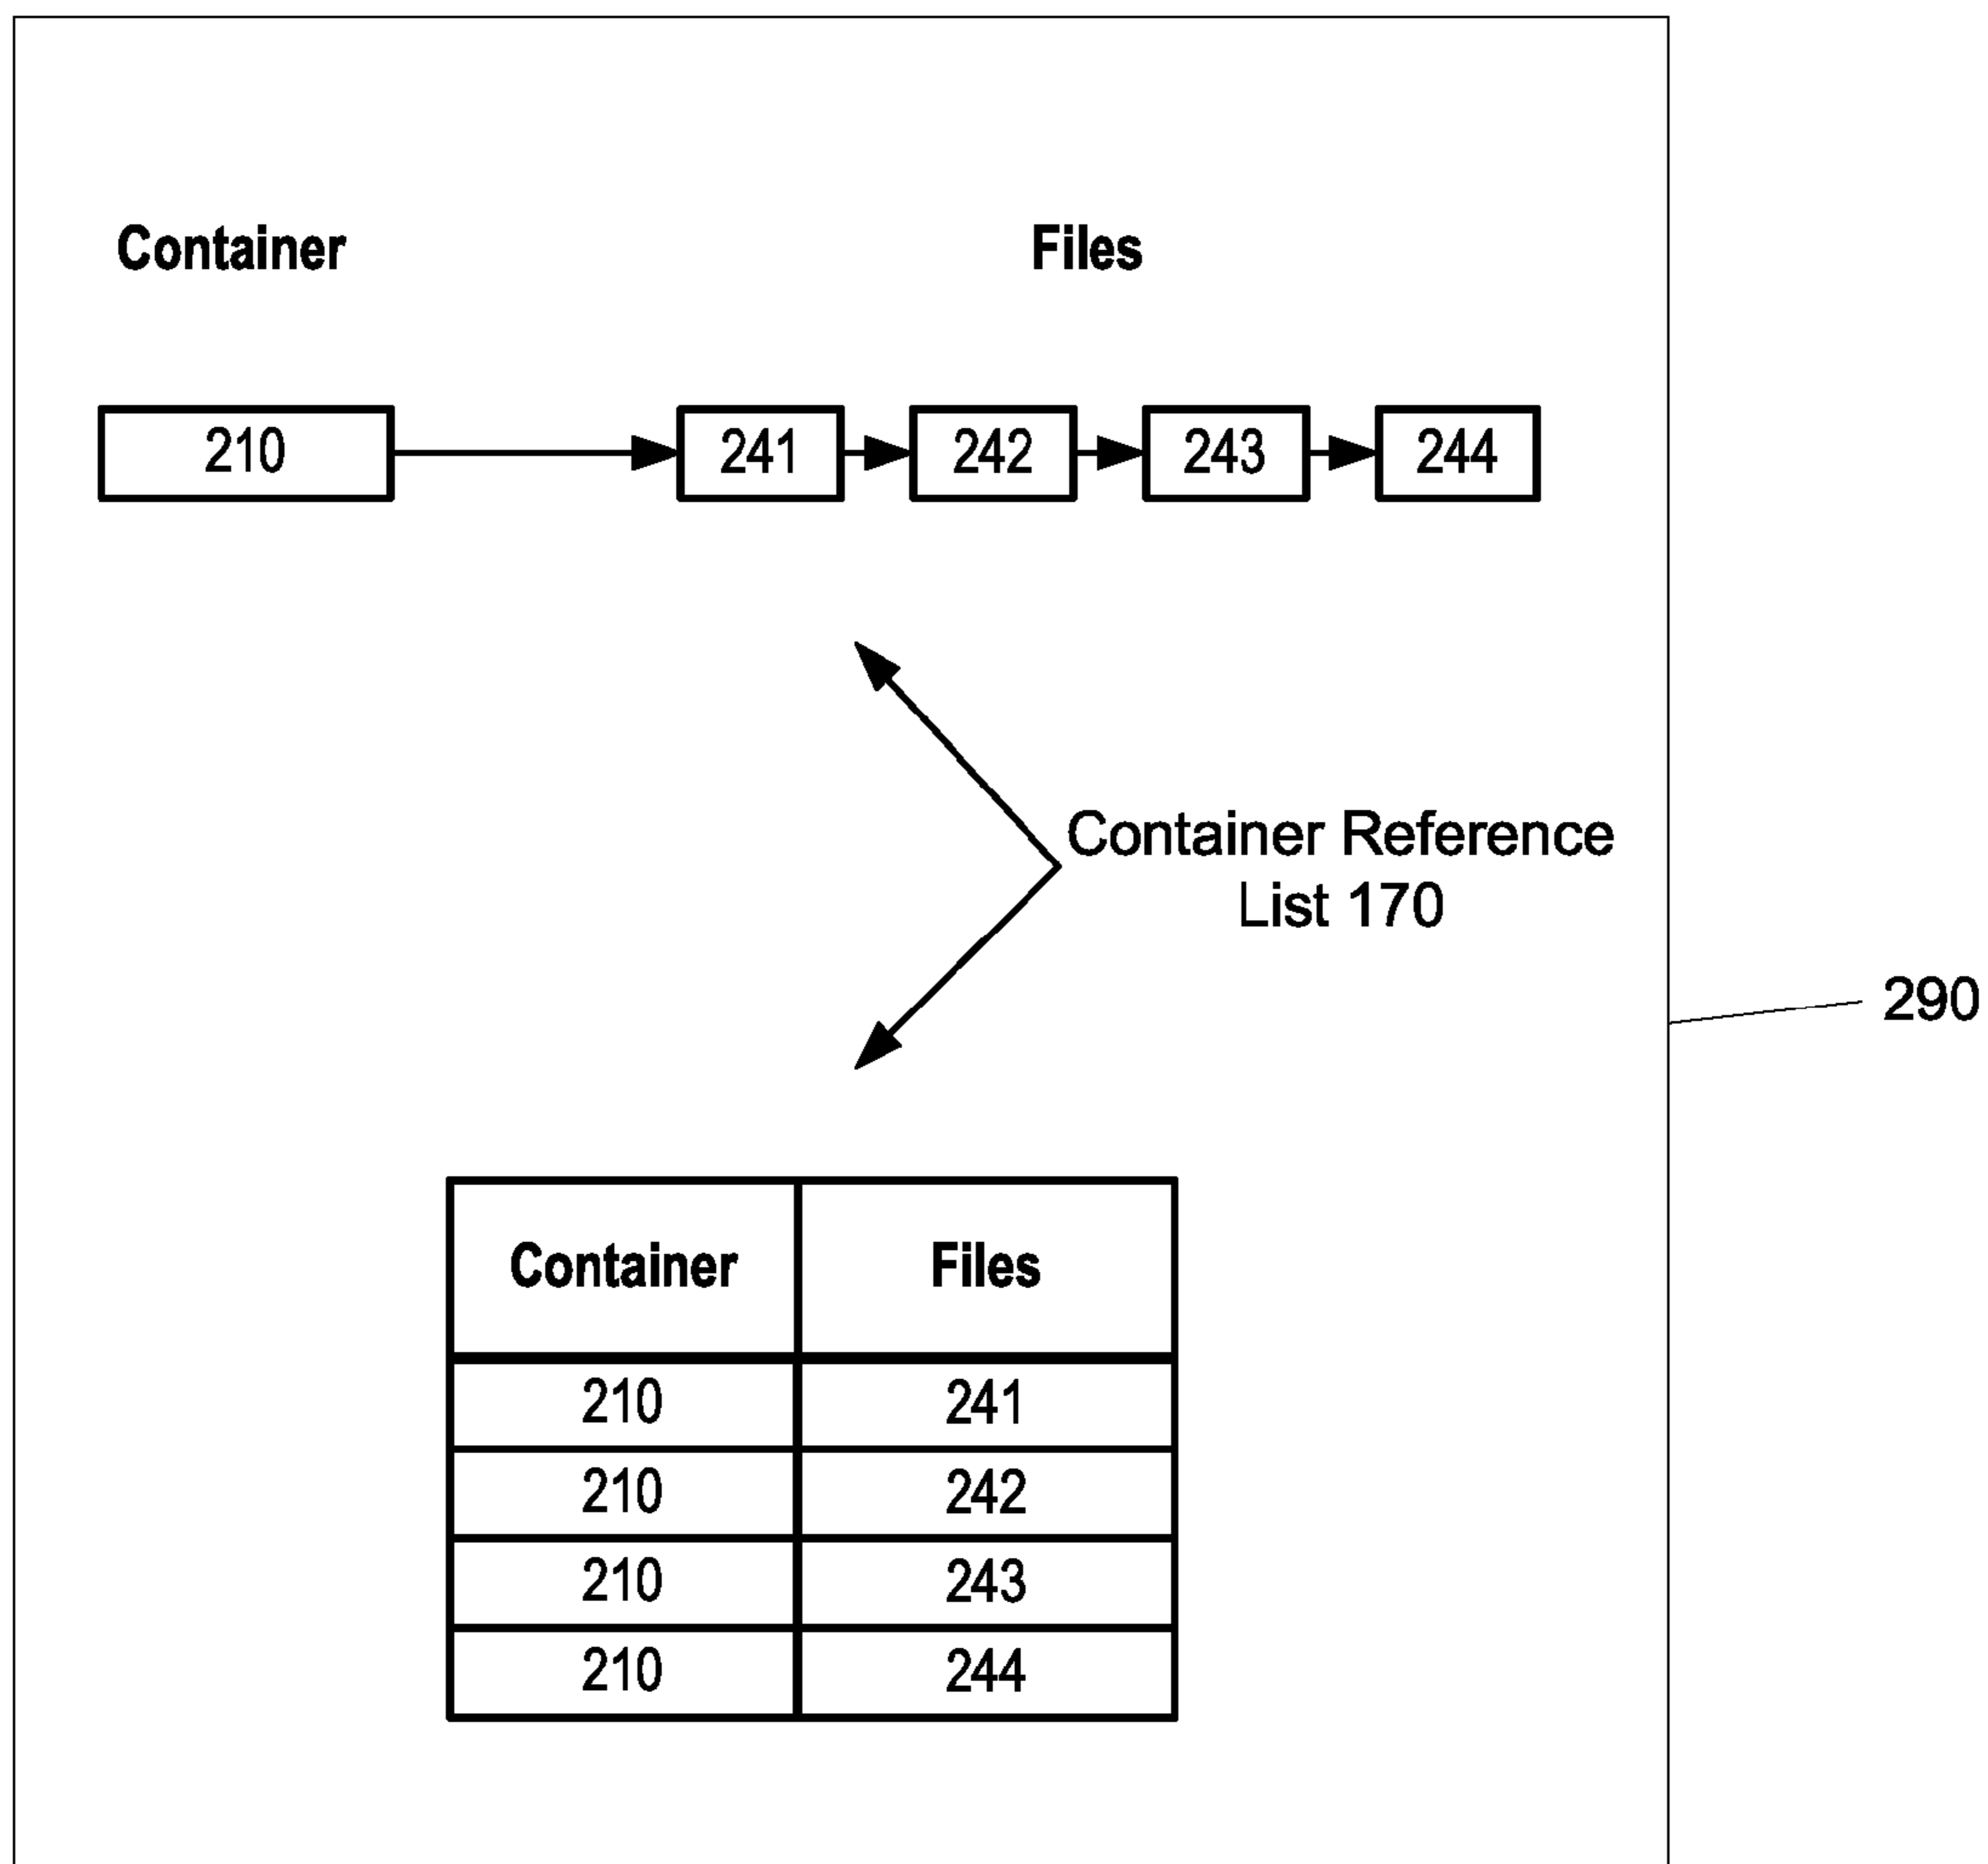 Container Files
210 241 242 243 244
Container Reference
List 170
290
Container Files
210 241
210 242
210 243
210 244